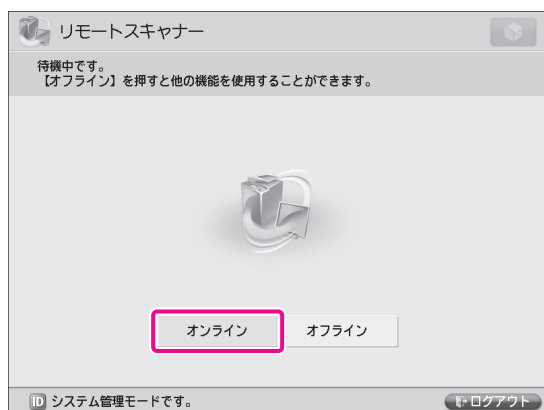 リモートスキャナー
待機中です。
【オフライン】を押すと他の機能を使用することができます。
オンライン
オフライン
ID システム管理モードです。
ログアウト